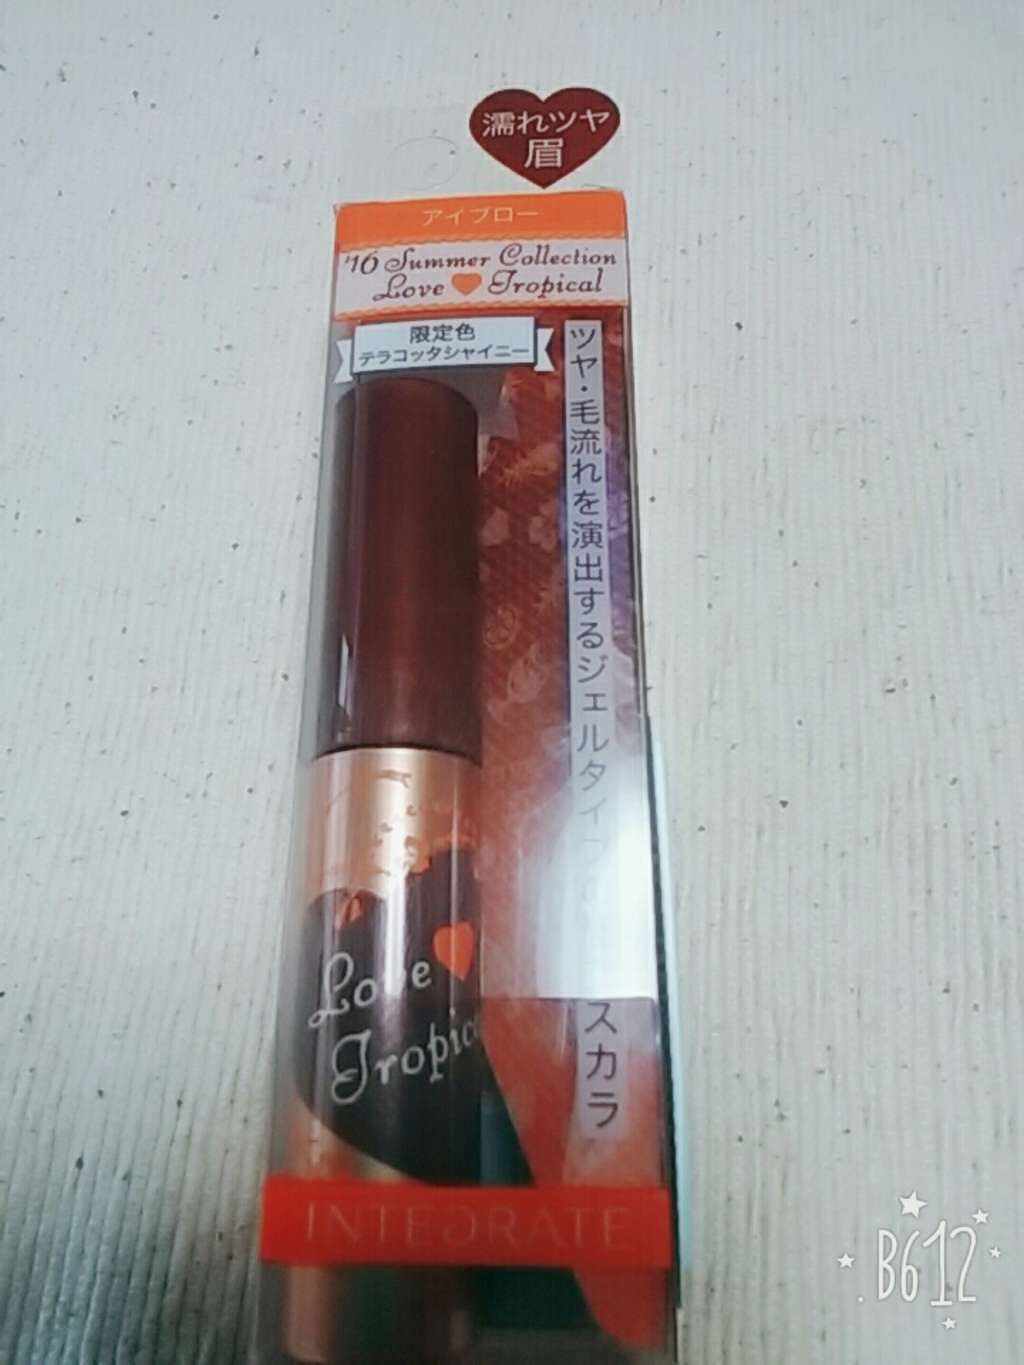 濡れツヤ
眉
アイブロー
'16 Summer Collection
Love Tropical
限定色
テラコッタシャイニー
ツヤ・毛流れを演出するジェルタイ
スカラ
Love
Tropical
INTEGRATE
B612